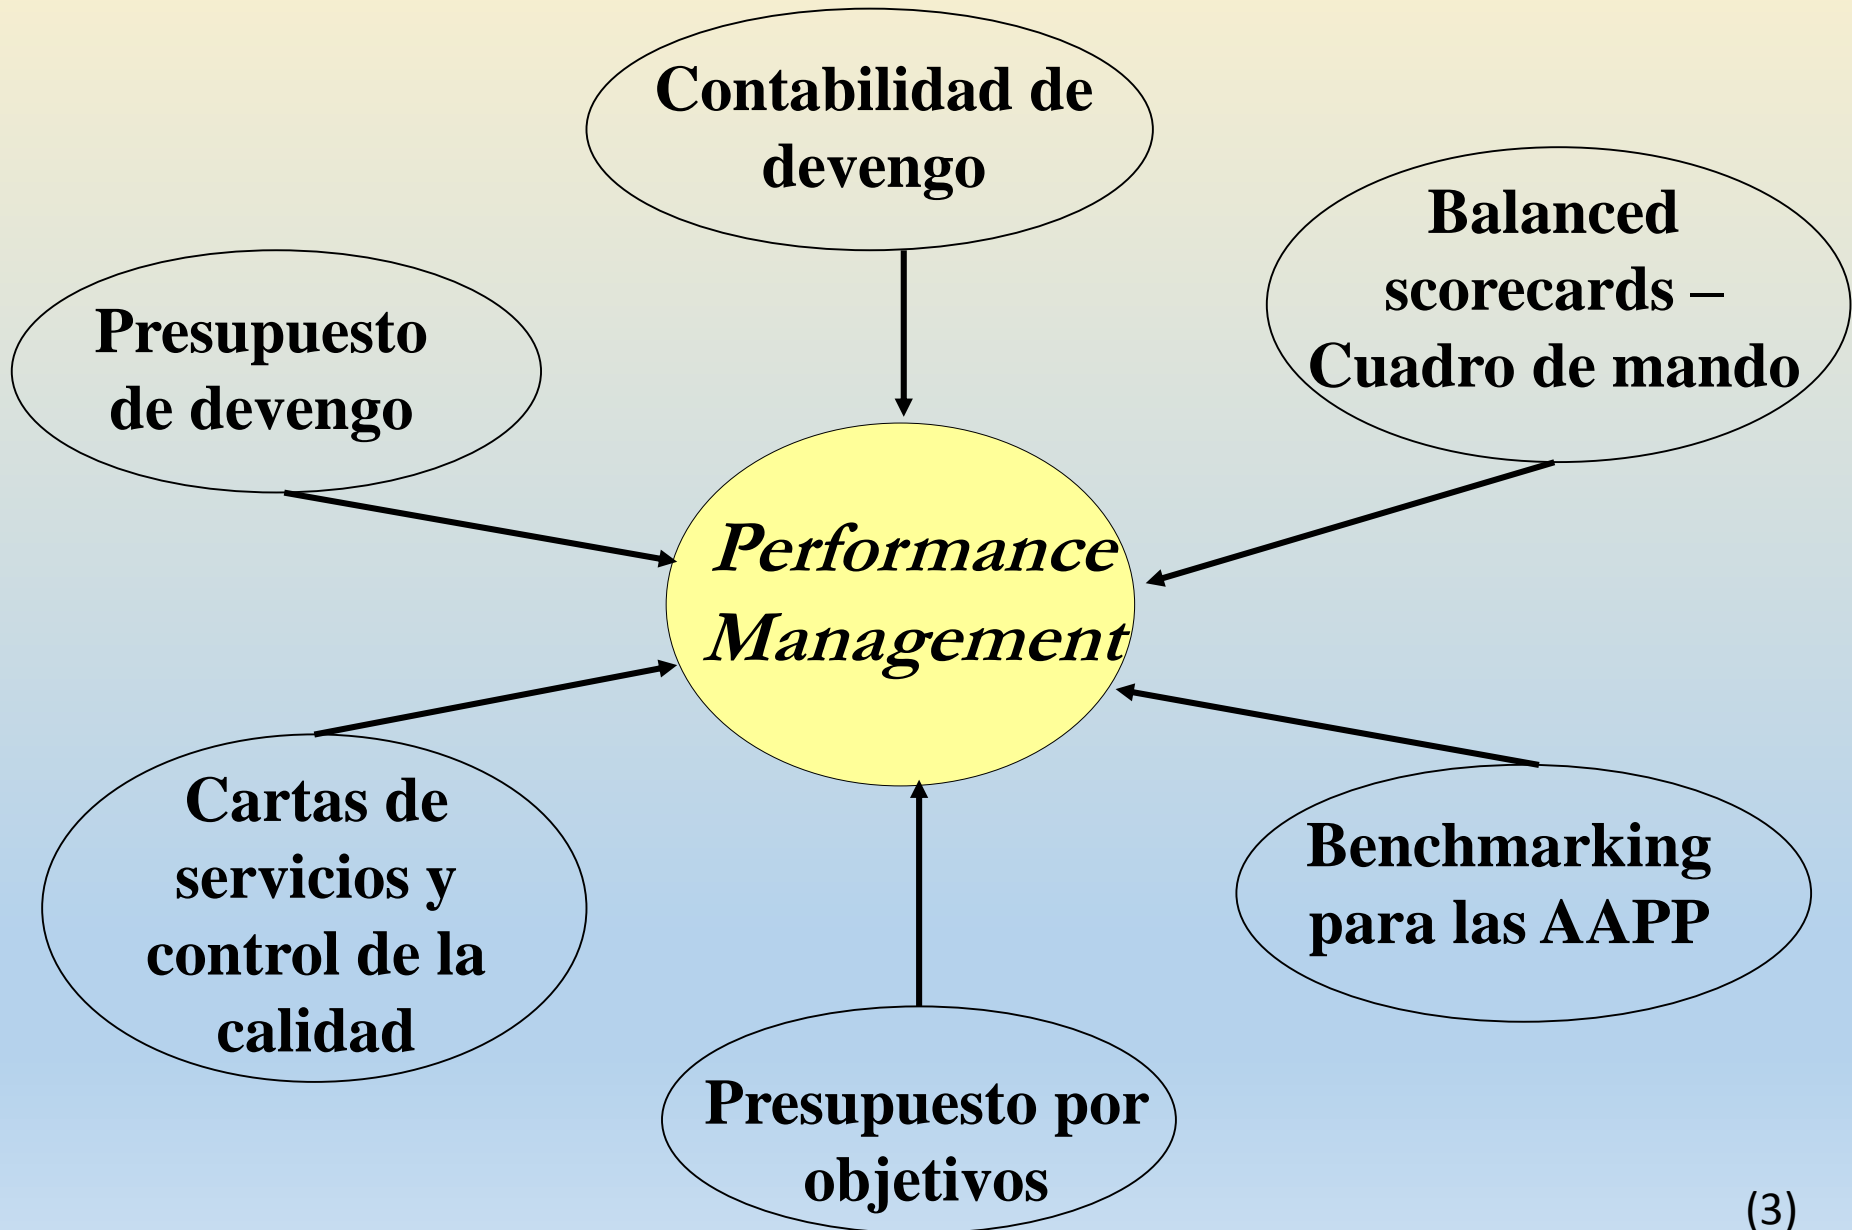 Contabilidad de
devengo
Balanced
scorecards –
Cuadro de mando
Presupuesto
de devengo
Performance
Management
Cartas de
servicios y
control de la
calidad
Benchmarking
para las AAPP
Presupuesto por
objetivos
(3)